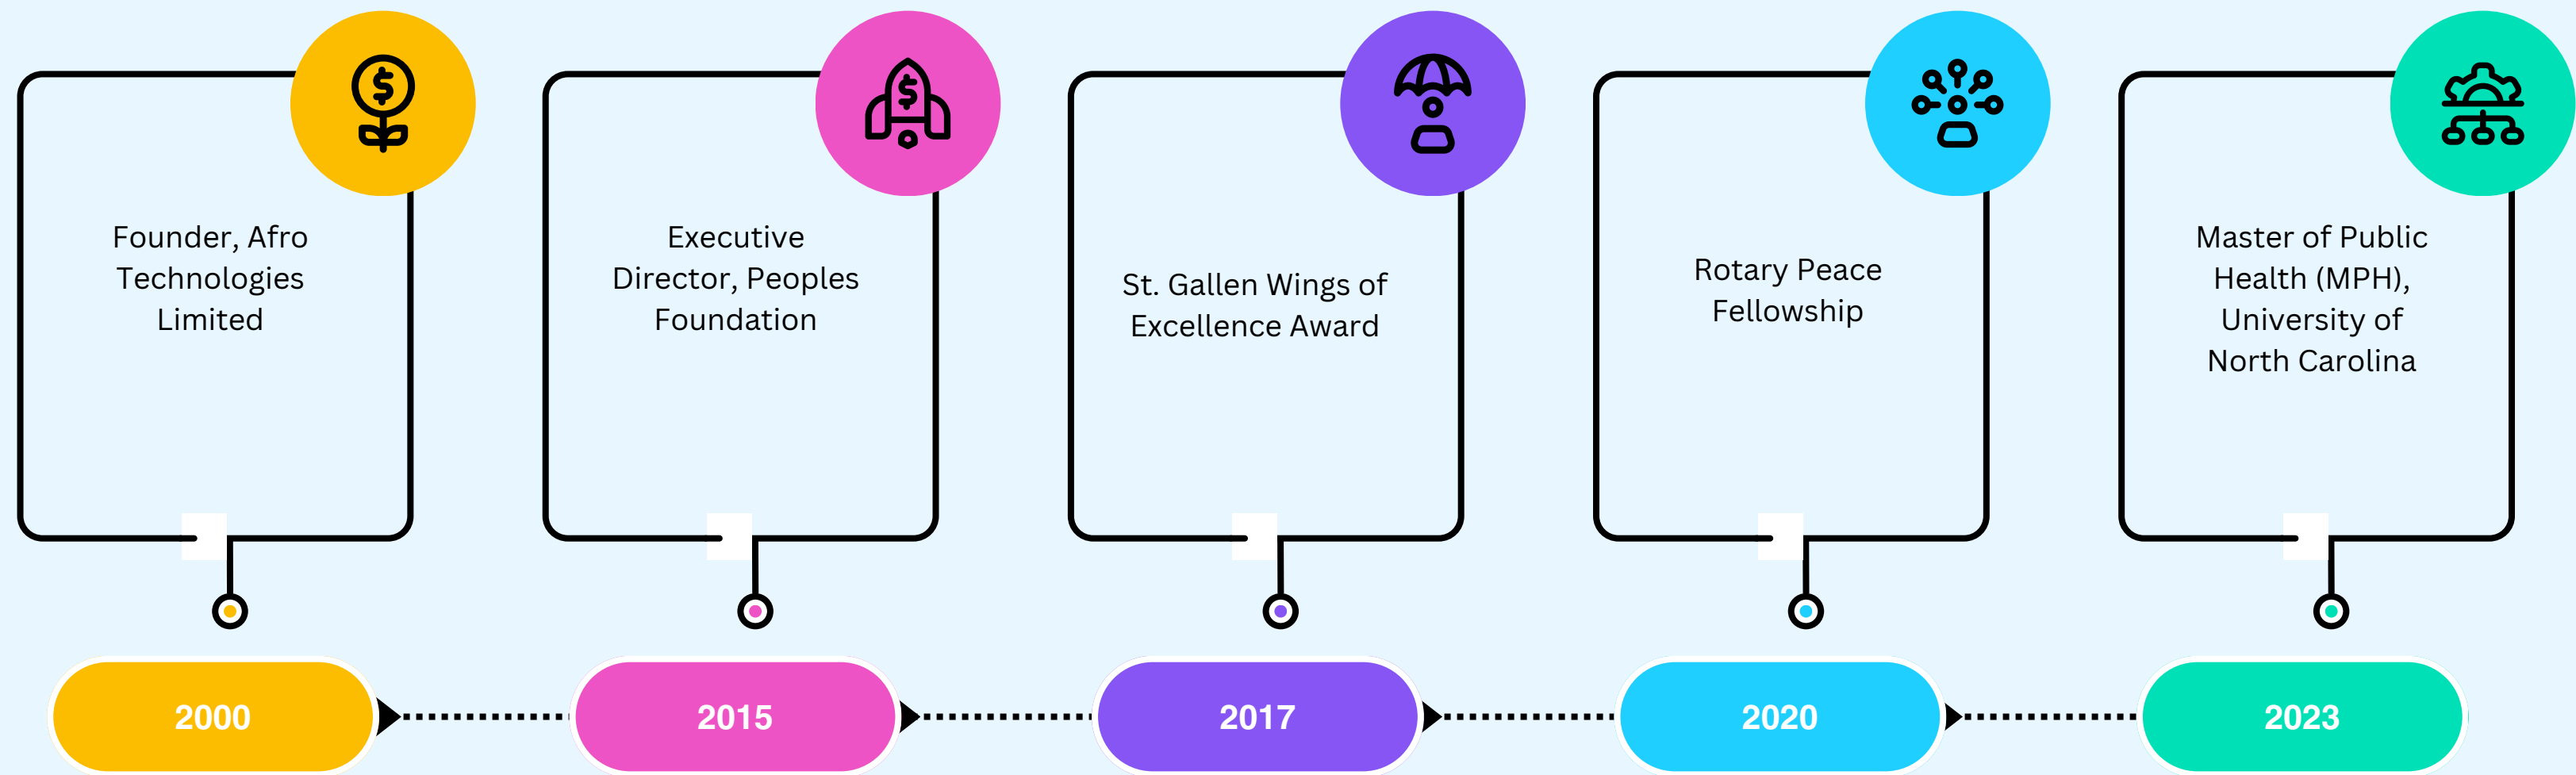 Founder, Afro
Technologies
Limited
Executive
Director, Peoples
Foundation
St. Gallen Wings of
Excellence Award
Rotary Peace
Fellowship
Master of Public
Health (MPH),
University of
North Carolina
2000
2015
2017
2020
2023